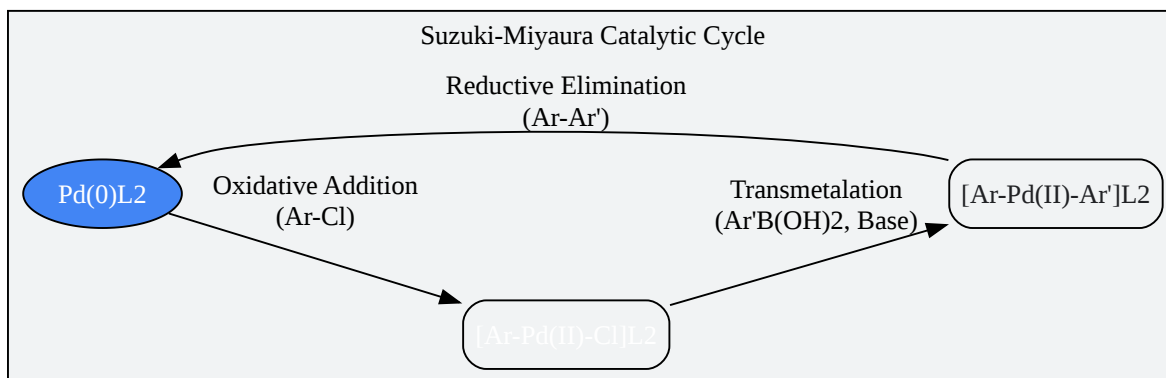 Suzuki-Miyaura Catalytic Cycle
Reductive Elimination
(Ar-Ar')
Pd(0)L2
Oxidative Addition
(Ar-Cl)
Transmetalation
(Ar'B(OH)2, Base)
[Ar-Pd(II)-Ar']L2
[Ar-Pd(II)-Cl]L2